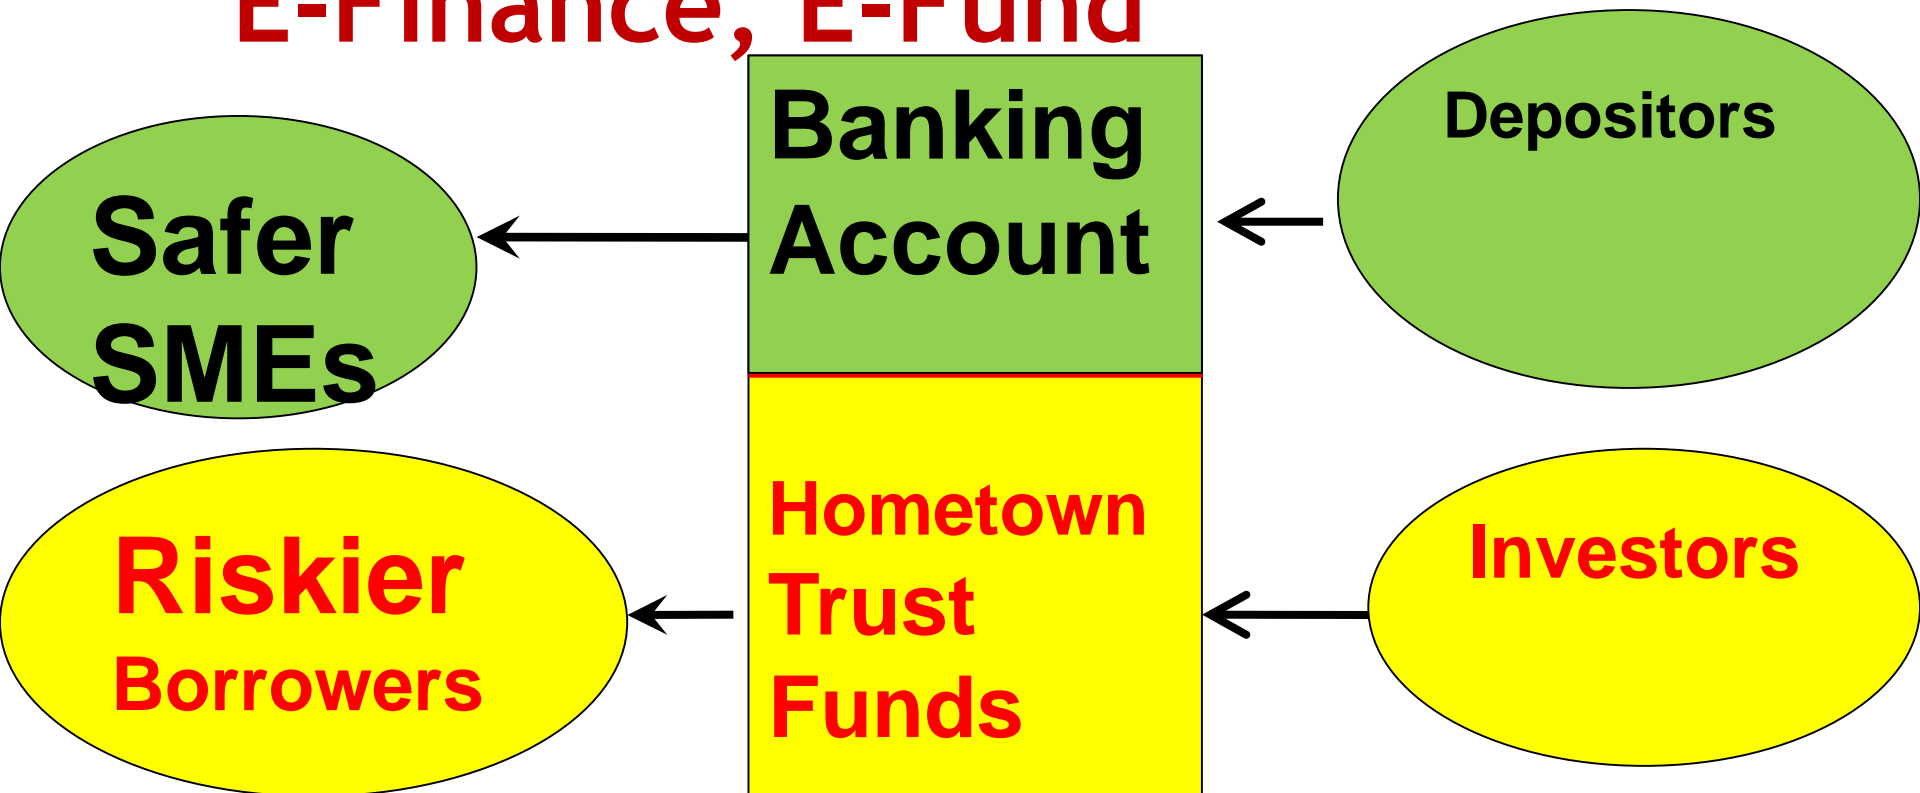 E-Finance, E-Fund
Banking
Account
Depositors
Safer
SMEs
Hometown
Trust
Funds
Investors
Riskier
Borrowers